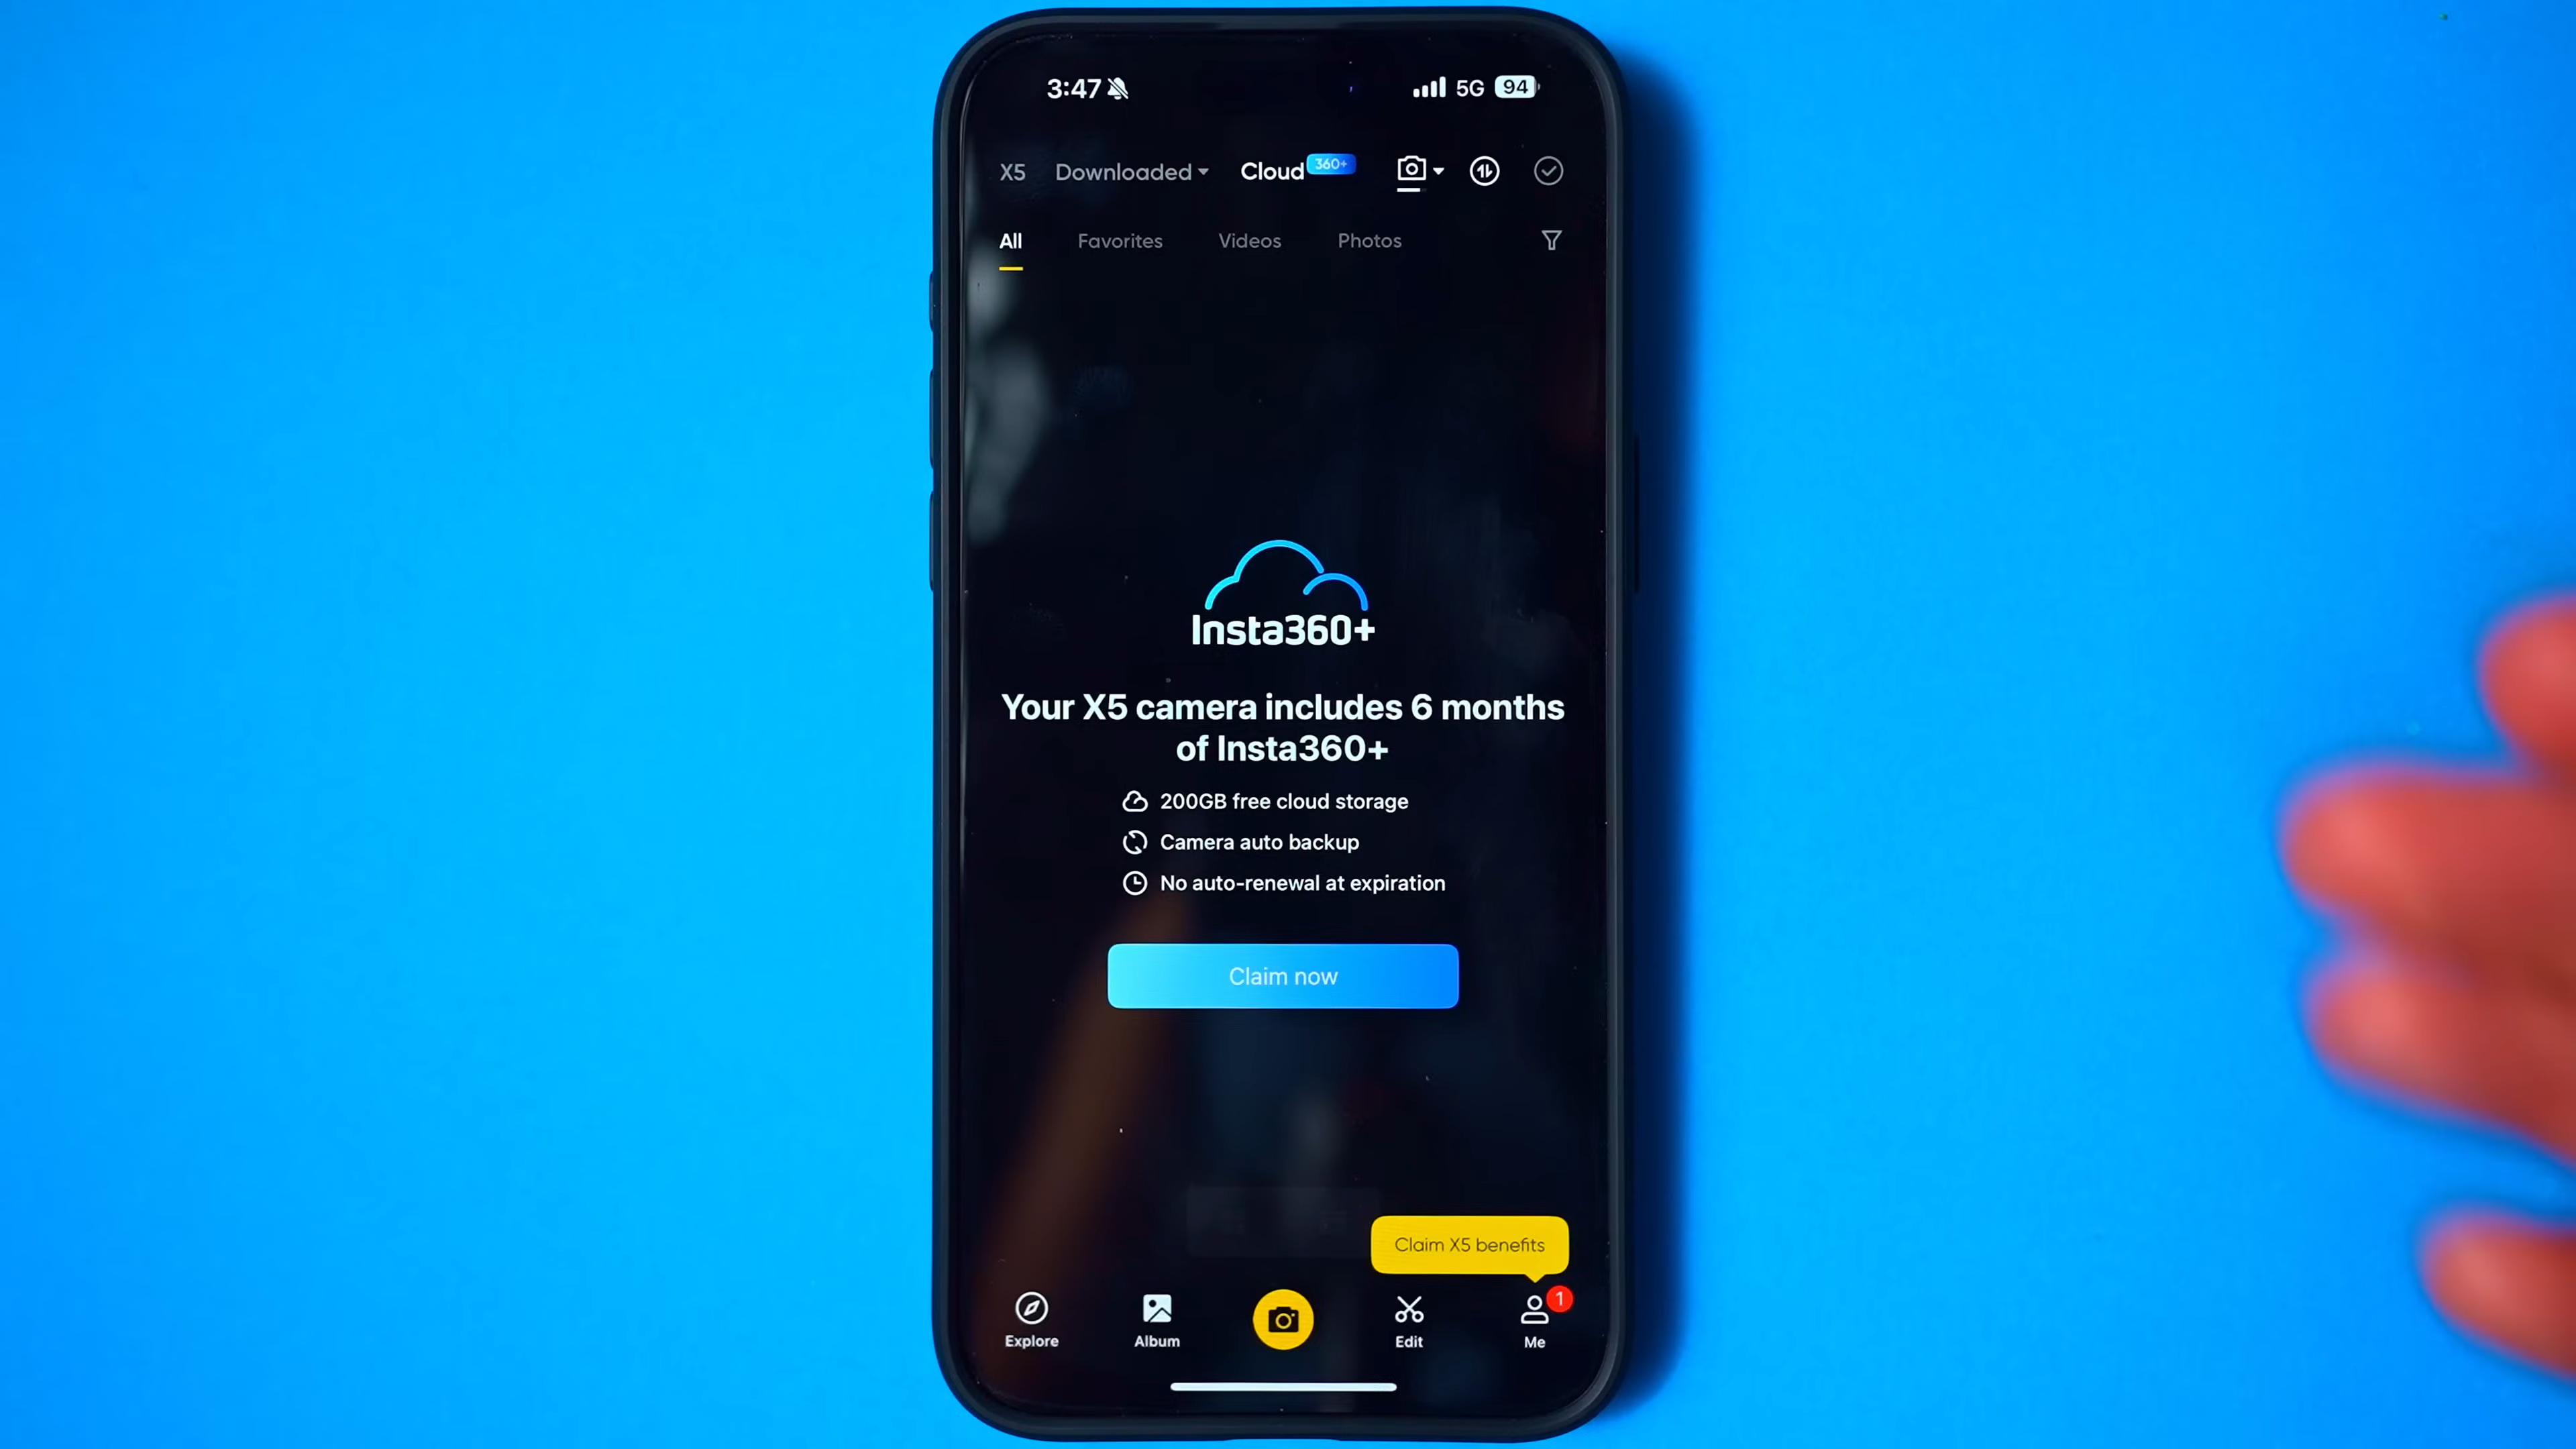 3:47 5G 94
X5 Downloaded Cloud 360+
All Favorites Videos Photos
Insta360+
Your X5 camera includes 6 months
of Insta360+
200GB free cloud storage
Camera auto backup
No auto-renewal at expiration
Claim now
Claim X5 benefits
1
Explore Album Edit Me